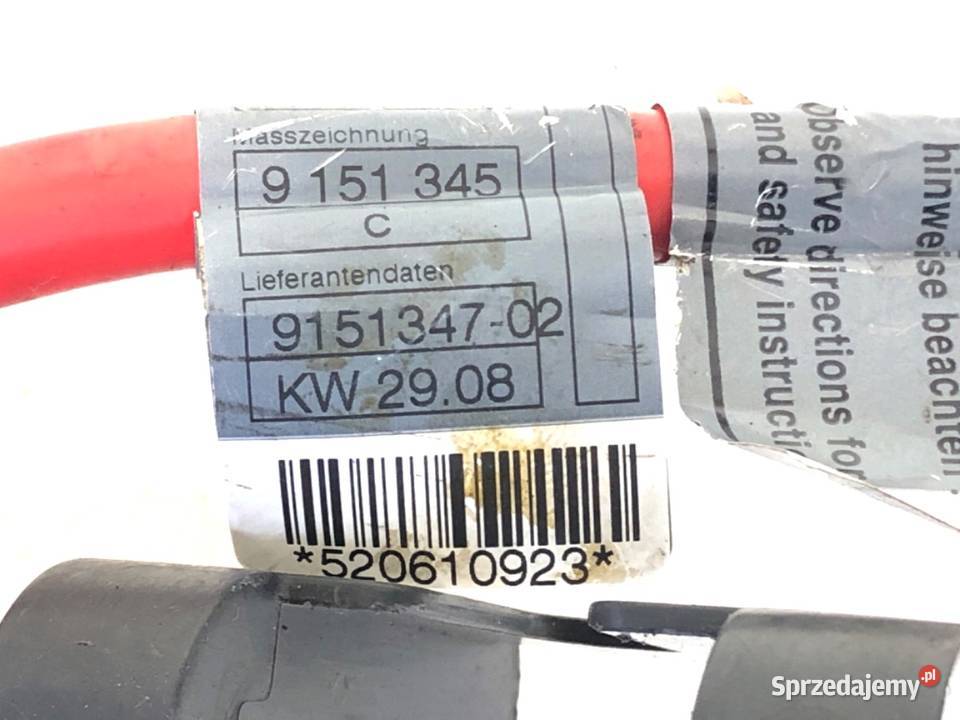 Masszeichnung
9 151 345
C
Lieferantendaten
9151347-02
KW 29.08
*520610923*
hinweise beachten.
Observe directions for
and safety instructi
Sprzedajemy.pl